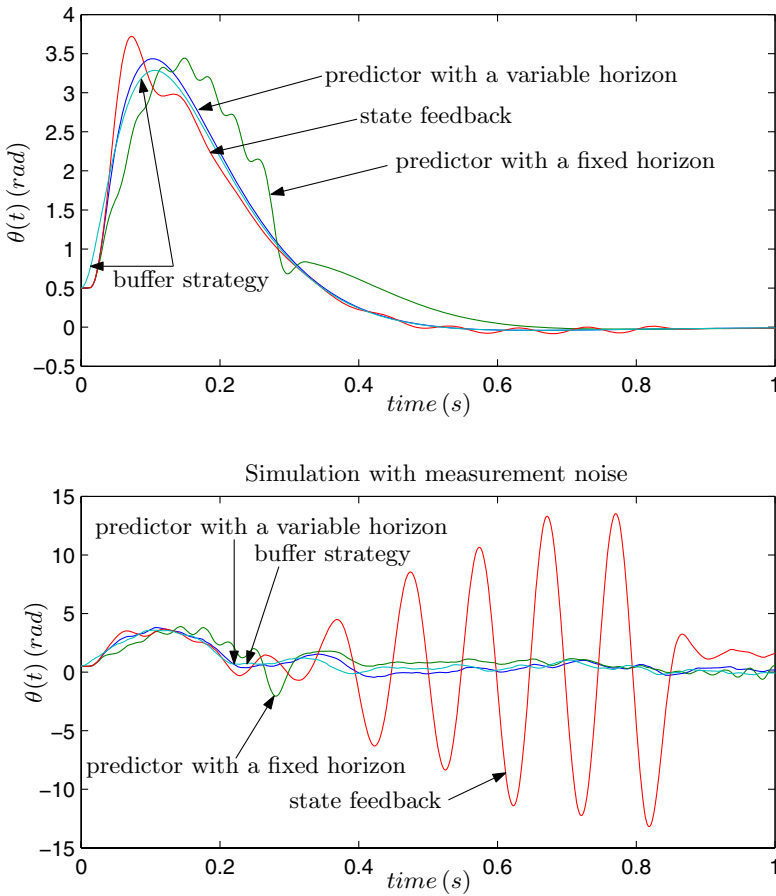 4
3.5
3
2.5
2
1.5
1
0.5
0
−0.5
θ(t) (rad)
predictor with a variable horizon
state feedback
predictor with a fixed horizon
buffer strategy
0
0.2
0.4
0.6
0.8
1
time (s)
Simulation with measurement noise
15
10
5
0
−5
−10
−15
θ(t) (rad)
predictor with a variable horizon
buffer strategy
predictor with a fixed horizon
state feedback
0
0.2
0.4
0.6
0.8
1
time (s)